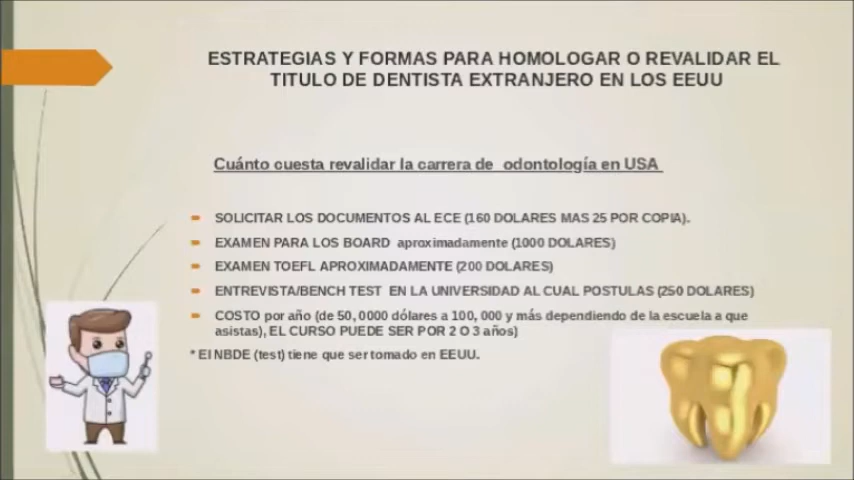 ESTRATEGIAS Y FORMAS PARA HOMOLOGAR O REVALIDAR EL
TITULO DE DENTISTA EXTRANJERO EN LOS EEUU
Cuánto cuesta revalidar la carrera de odontología en USA
SOLICITAR LOS DOCUMENTOS AL ECE (160 DOLARES MAS 25 POR COPIA).
EXAMEN PARA LOS BOARD aproximadamente (1000 DOLARES)
EXAMEN TOEFL APROXIMADAMENTE (200 DOLARES)
ENTREVISTA/BENCH TEST EN LA UNIVERSIDAD AL CUAL POSTULAS (250 DOLARES)
COSTO por año (de 50, 0000 dólares a 100, 000 y más dependiendo de la escuela a que
asistas), EL CURSO PUEDE SER POR 2 O 3 años)
* El NBDE (test) tiene que ser tomado en EEUU.